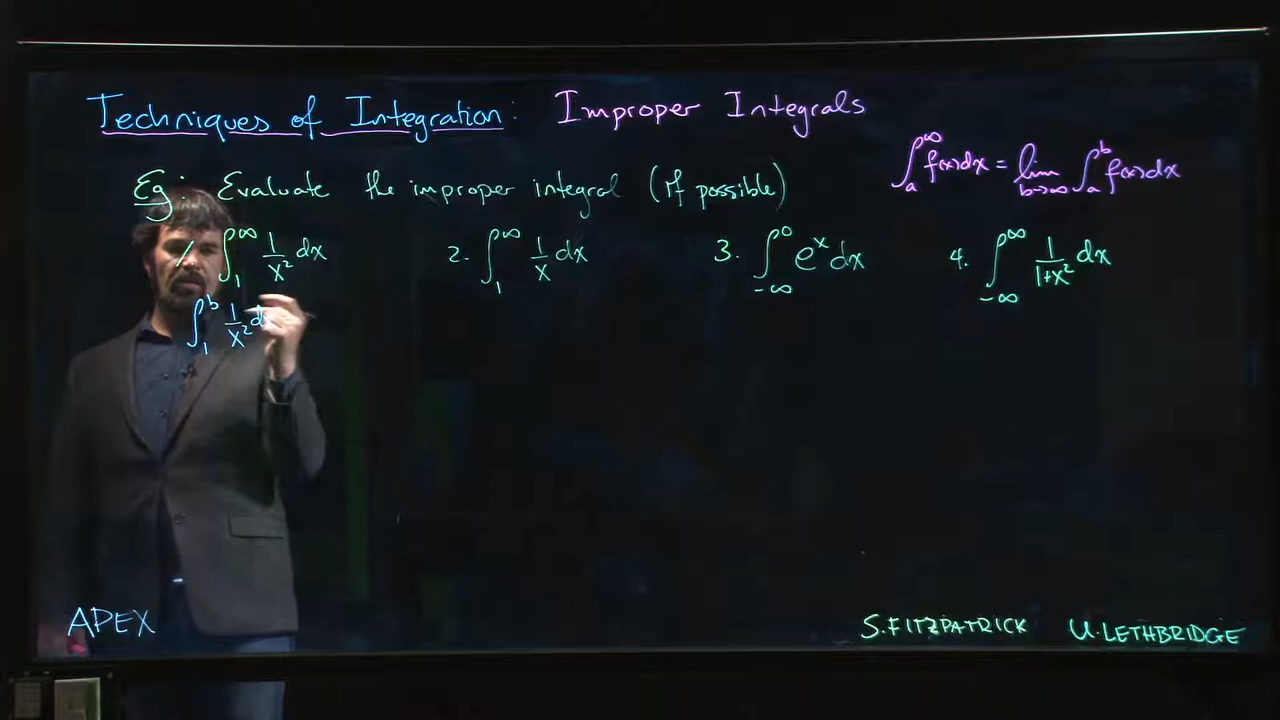 Techniques of Integration: Improper Integrals
∫_a^∞ f(x)dx = lim_{b→∞} ∫_a^b f(x)dx
Eg: Evaluate the improper integral (if possible)
1. ∫_1^∞ 1/x² dx
2. ∫_1^∞ 1/x dx
3. ∫_{-∞}^0 e^x dx
4. ∫_{-∞}^∞ 1/(1+x²) dx
∫_1^b 1/x² d
APEX
S.FITZPATRICK U.LETHBRIDGE